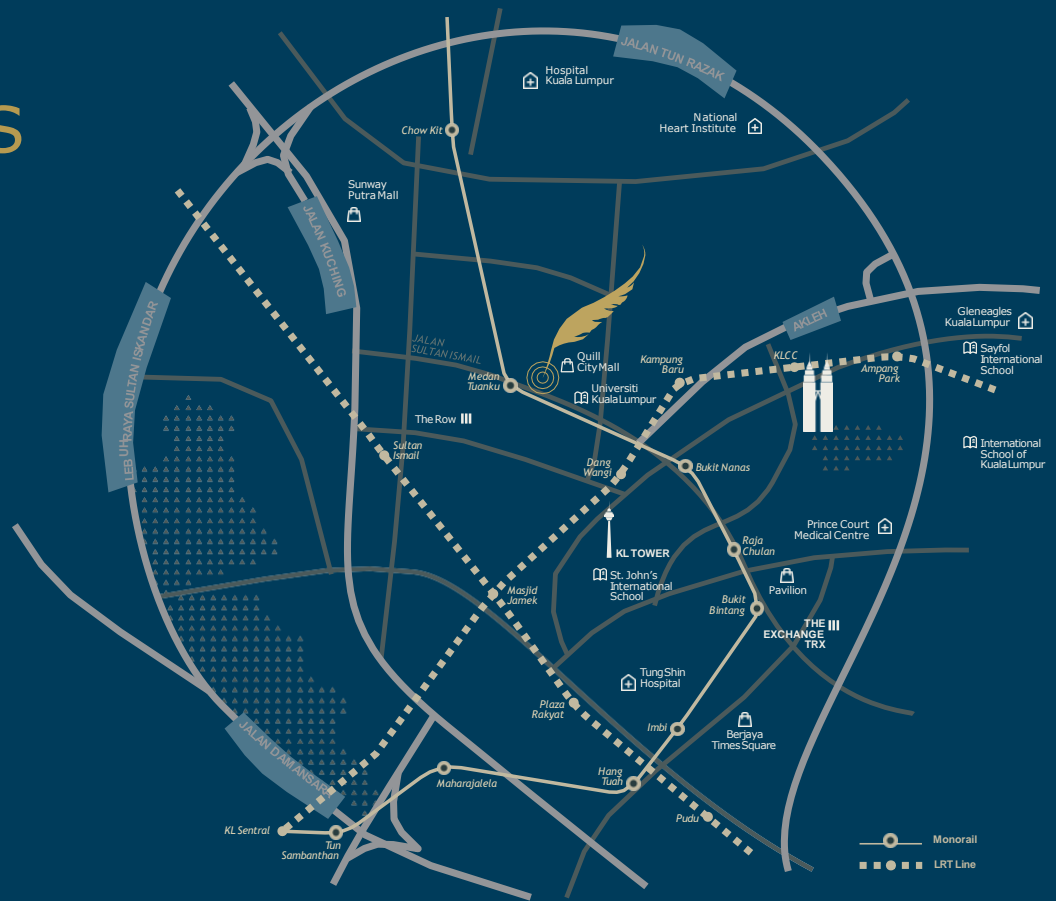 s
JALAN TUN RAZAK
Hospital
Kuala Lumpur
National
Heart Institute
Chow Kit
Sunway
Putra Mall
JALAN KUCHING
LEB UH RAYA SULTAN ISKANDAR
AKLEH
Gleneagles
Kuala Lumpur
JALAN
SULTAN ISMAIL
Quill
City Mall
Kampung
Baru
KLCC
Ampang
Park
Sayfol
International
School
Medan
Tuanku
Universiti
Kuala Lumpur
The Row
Sultan
Ismail
Dang
Wangi
Bukit Nanas
International
School of
Kuala Lumpur
Prince Court
Medical Centre
KL TOWER
Raja
Chulan
St. John's
International
School
Masjid
Jamek
Pavilion
Bukit
Bintang
THE
EXCHANGE
TRX
Tung Shin
Hospital
Plaza
Rakyat
Imbi
Berjaya
Times Square
JALAN DAMANSARA
Hang
Tuah
Maharajalela
Pudu
KL Sentral
Tun
Sambanthan
Monorail
LRT Line